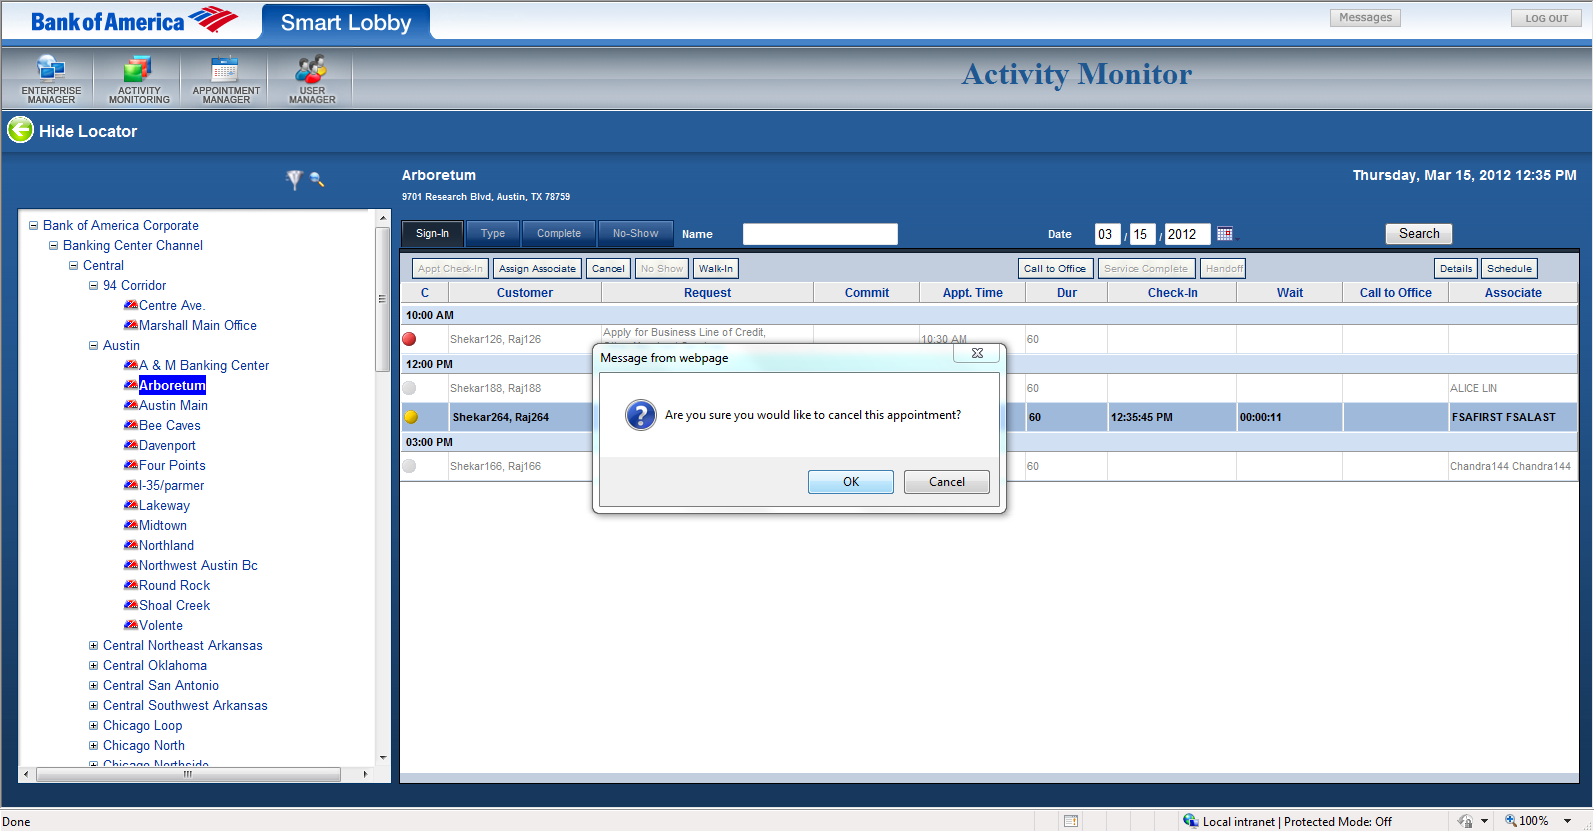 Bank of America Smart Lobby Messages LOG OUT
ENTERPRISE MANAGER
ACTIVITY MONITORING
APPOINTMENT MANAGER
USER MANAGER
Activity Monitor
Hide Locator
Arboretum
9701 Research Blvd, Austin, TX 78759
Thursday, Mar 15, 2012 12:35 PM
Bank of America Corporate
Banking Center Channel
Central
94 Corridor
Centre Ave.
Marshall Main Office
Austin
A & M Banking Center
Arboretum
Austin Main
Bee Caves
Davenport
Four Points
I-35/parmer
Lakeway
Midtown
Northland
Northwest Austin Bc
Round Rock
Shoal Creek
Volente
Central Northeast Arkansas
Central Oklahoma
Central San Antonio
Central Southwest Arkansas
Chicago Loop
Chicago North
Chicago Northside
Sign-In Type Complete No-Show Name Date 03 / 15 / 2012 Search
Appt Check-In Assign Associate Cancel No Show Walk-In Call to Office Service Complete Handoff Details Schedule
C Customer Request Commit Appt. Time Dur Check-In Wait Call to Office Associate
10:00 AM
Shekar126, Raj126 Apply for Business Line of Credit, 10:30 AM 60
12:00 PM
Shekar188, Raj188 60 ALICE LIN
Shekar264, Raj264 60 12:35:45 PM 00:00:11 FSAFIRST FSALAST
03:00 PM
Shekar166, Raj166 60 Chandra144 Chandra144
Message from webpage
Are you sure you would like to cancel this appointment?
OK Cancel
Done Local intranet | Protected Mode: Off 100%